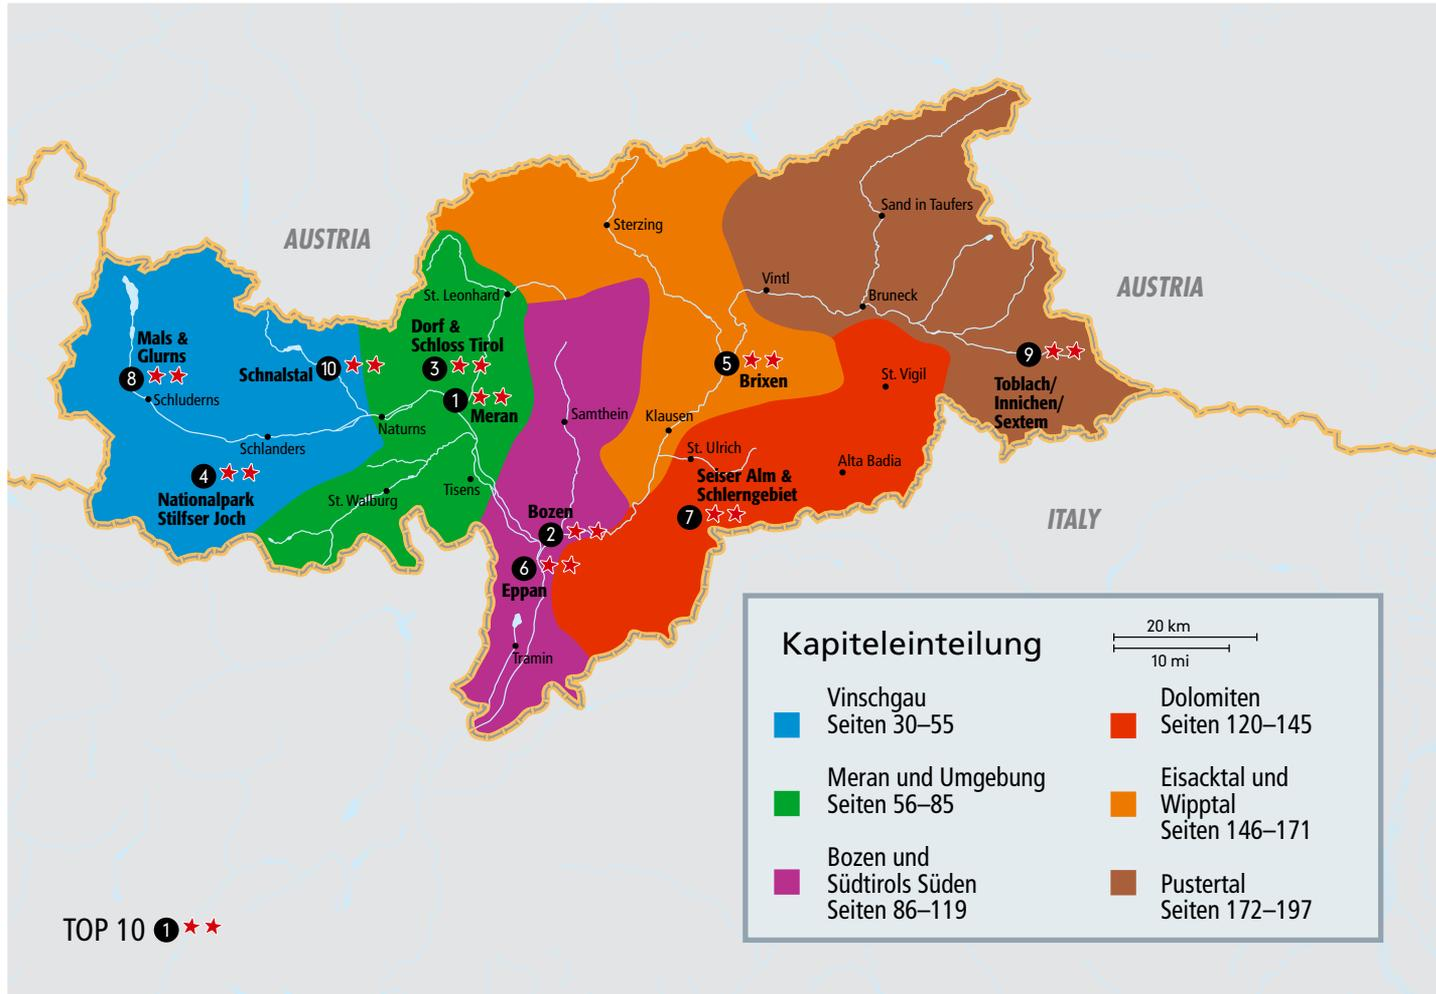 AUSTRIA
Sand in Taufers
Sterzing
AUSTRIA
Vintl
St. Leonhard
Bruneck
Mals &
Glurns
8
Schluderns
Schnalstal 10
Dorf &
Schloss Tirol
3
1
Meran
Naturns
Schlanders
4
Nationalpark
Stilfser Joch
St. Walburg
Tisens
Samthein
5
Brixen
Klausen
St. Vigil
9
Toblach/
Innichen/
Sextem
St. Ulrich
Seiser Alm &
Schlerngebiet
7
Alta Badia
Bozen
2
6
Eppan
Tramin
ITALY
Kapiteleinteilung
20 km
10 mi
Vinschgau
Seiten 30–55
Meran und Umgebung
Seiten 56–85
Bozen und
Südtirols Süden
Seiten 86–119
Dolomiten
Seiten 120–145
Eisacktal und
Wipptal
Seiten 146–171
Pustertal
Seiten 172–197
TOP 10 1